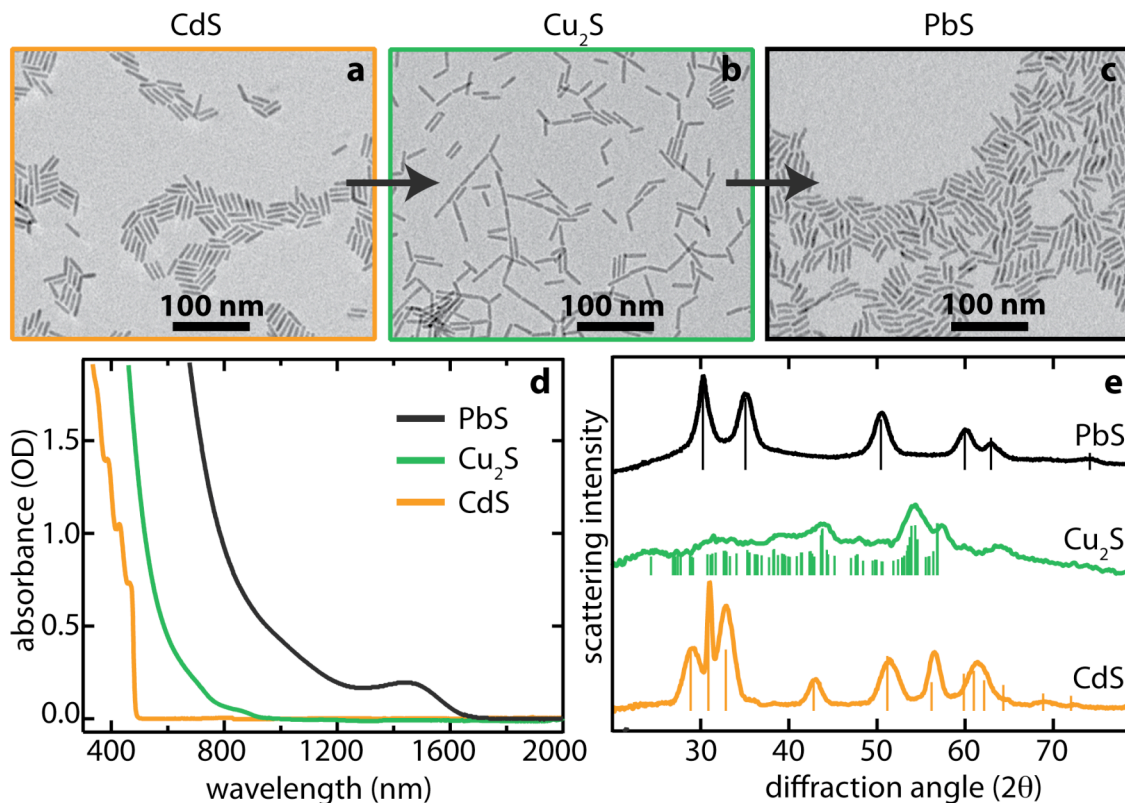 CdS Cu₂S PbS
a b c
100 nm 100 nm 100 nm
d
1.5
1.0
0.5
0.0
absorbance (OD)
PbS
Cu₂S
CdS
400 800 1200 1600 2000
wavelength (nm)
e
scattering intensity
PbS
Cu₂S
CdS
30 40 50 60 70
diffraction angle (2θ)